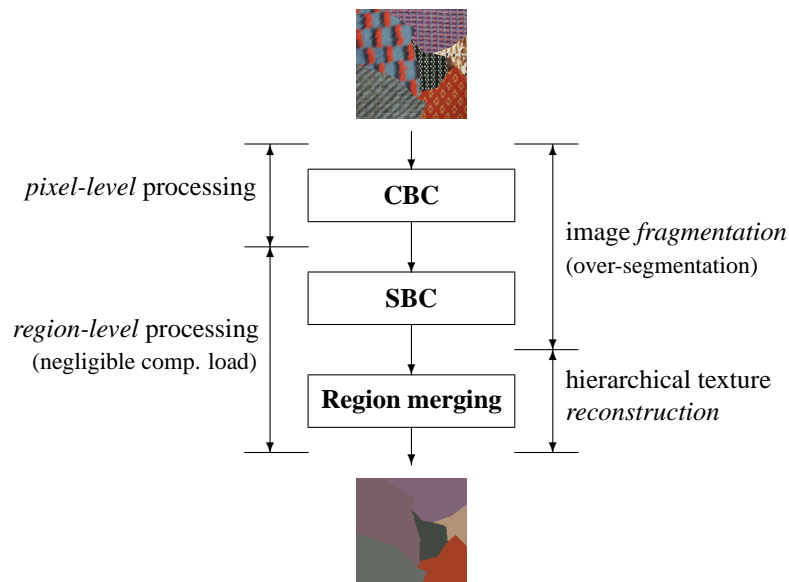 pixel-level processing
CBC
image fragmentation
(over-segmentation)
SBC
region-level processing
(negligible comp. load)
Region merging
hierarchical texture
reconstruction